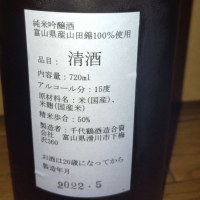 純米吟醸酒
富山県産山田錦100%使用
品目: 清酒
内容量:720ml
アルコール分:15度
原材料名:米(国産)、
米麹(国産米)
精米歩合:50%
製造者:千代鶴酒造合資
会社 富山県滑川市下梅
沢360
お酒は20歳になってから
製造年月
2022.5